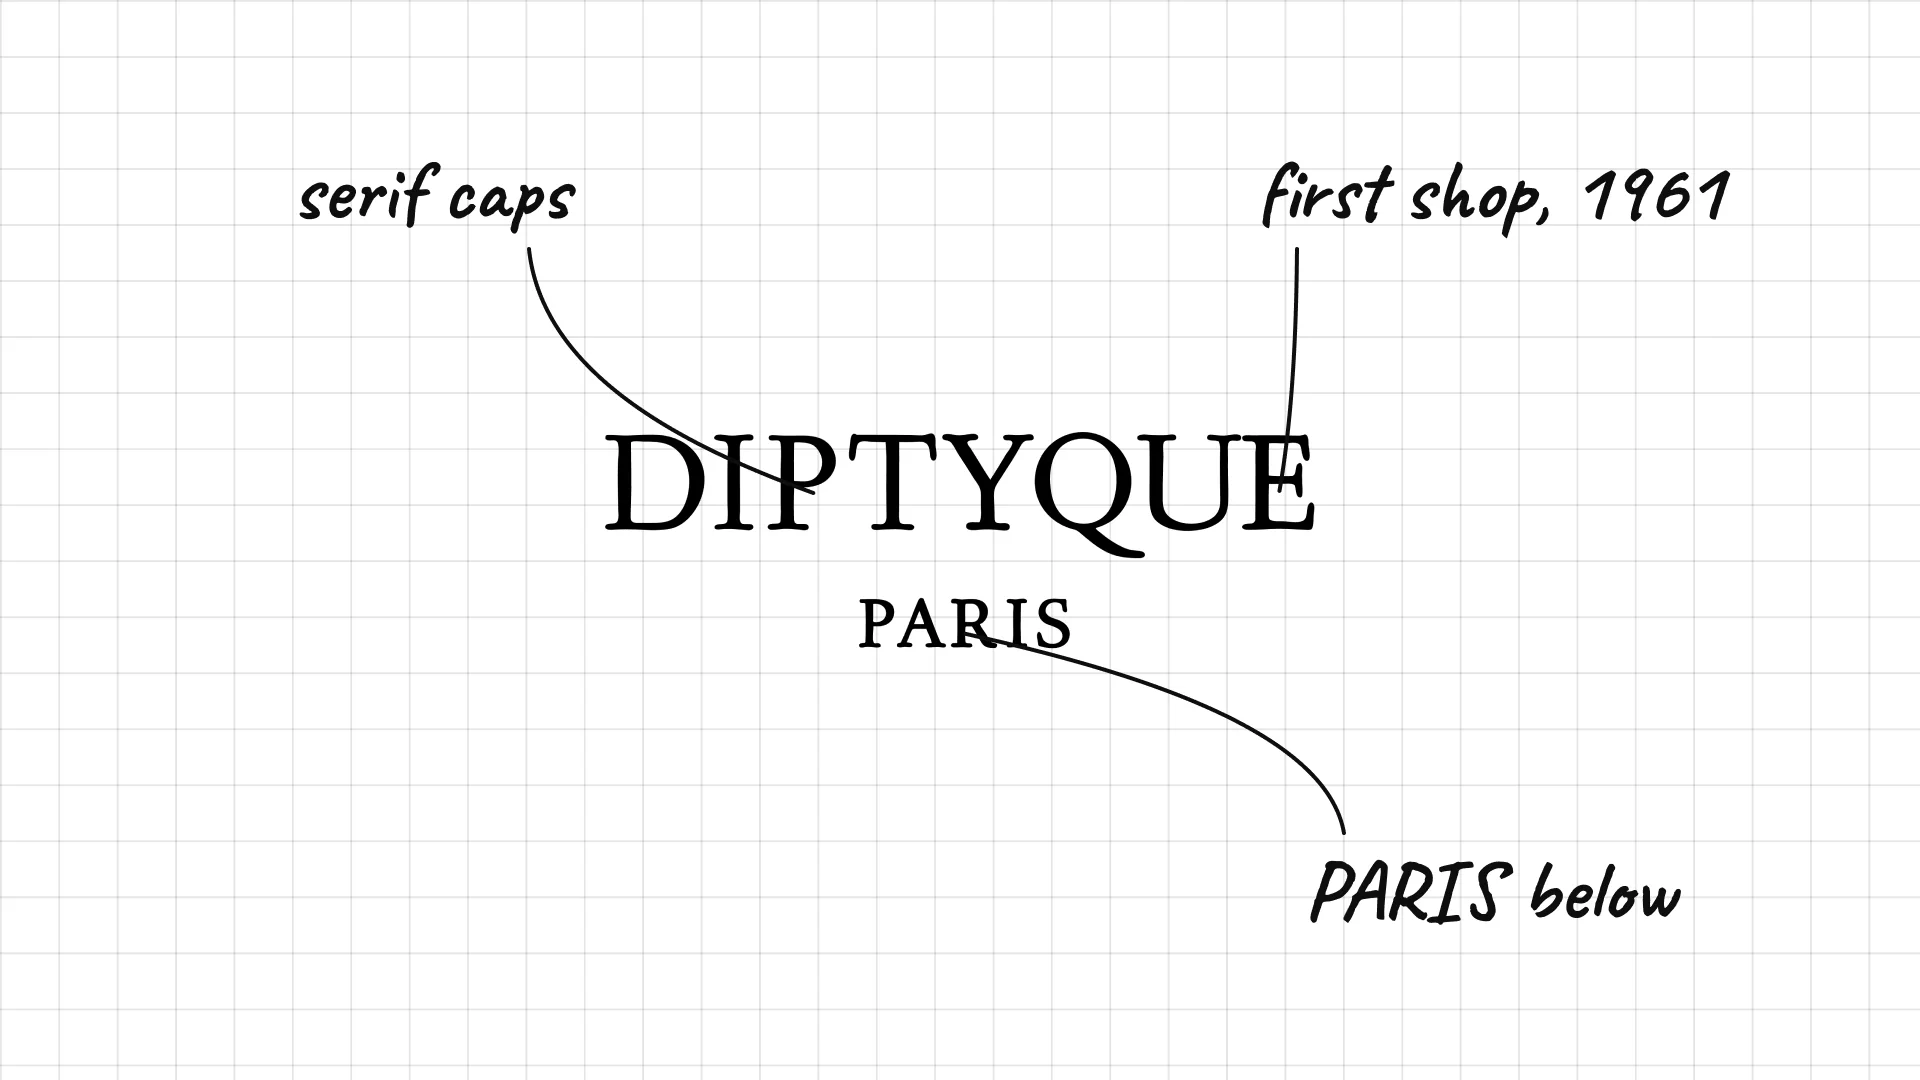 serif caps
first shop, 1961
DIPTYQUE
PARIS
PARIS below